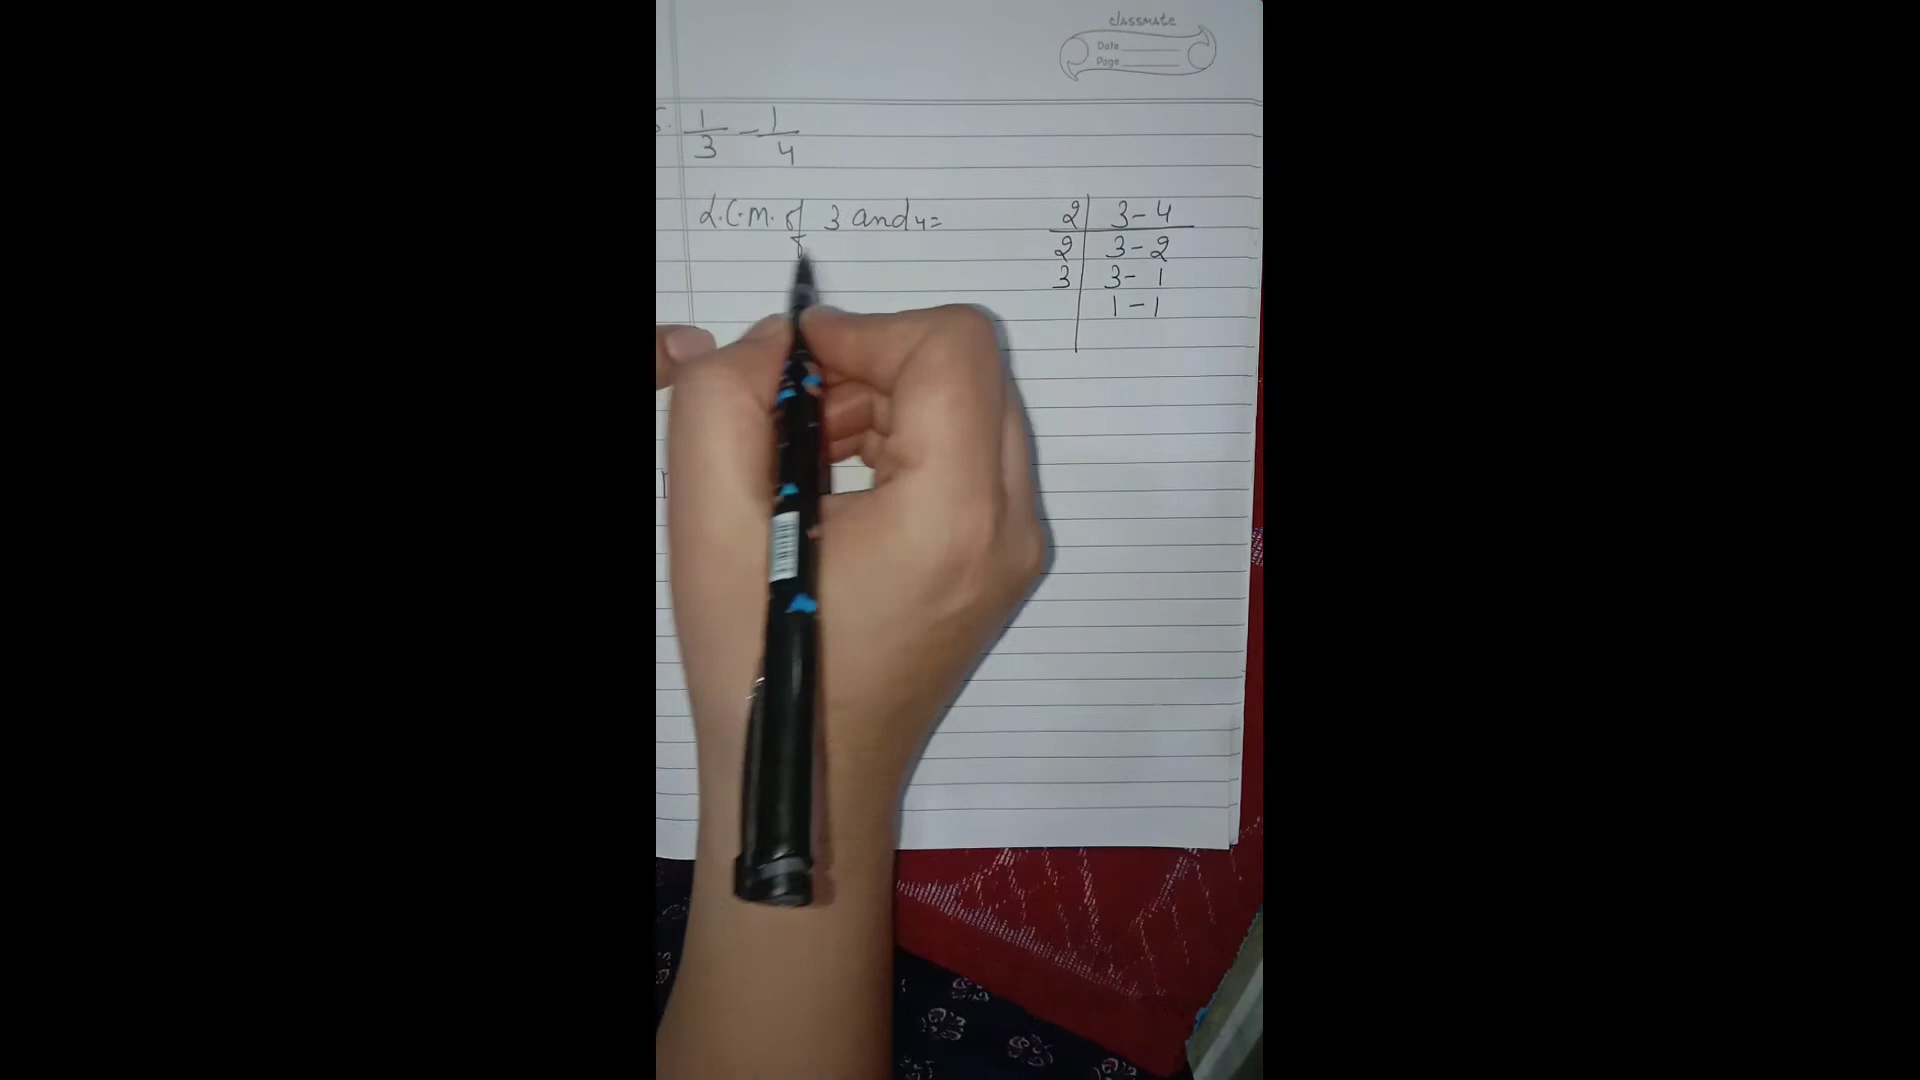 classmate
Date
Page
5. 1/3 - 1/4
L.C.M. of 3 and 4=
2 | 3 - 4
2 | 3 - 2
3 | 3 - 1
| 1 - 1